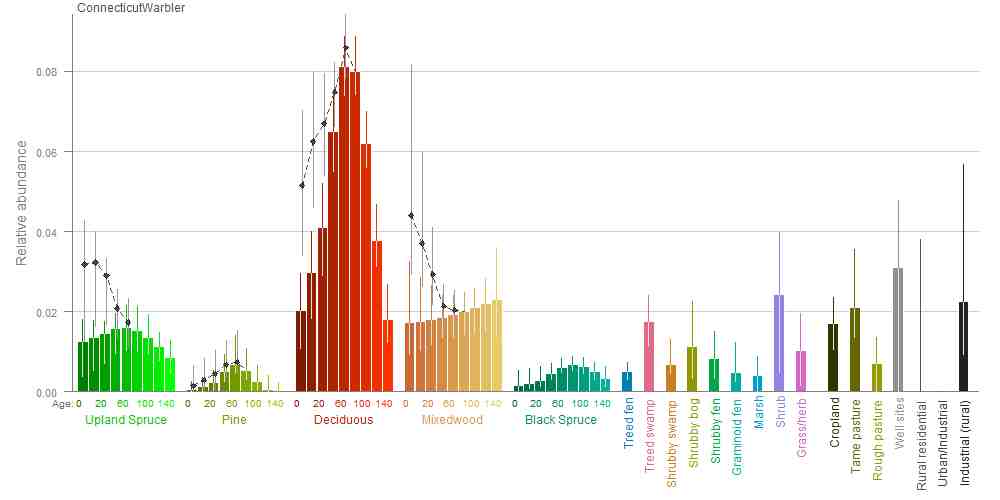 ConnecticutWarbler
Relative abundance
0.08
0.06
0.04
0.02
0.00
Age: 0 20 60 100 140 0 20 60 100 140 0 20 60 100 140 0 20 60 100 140 0 20 60 100 140
Upland Spruce Pine Deciduous Mixedwood Black Spruce
Treed fen
Treed swamp
Shrubby swamp
Shrubby bog
Shrubby fen
Graminoid fen
Marsh
Shrub
Grass/herb
Cropland
Tame pasture
Rough pasture
Well sites
Rural residential
Urban/Industrial
Industrial (rural)